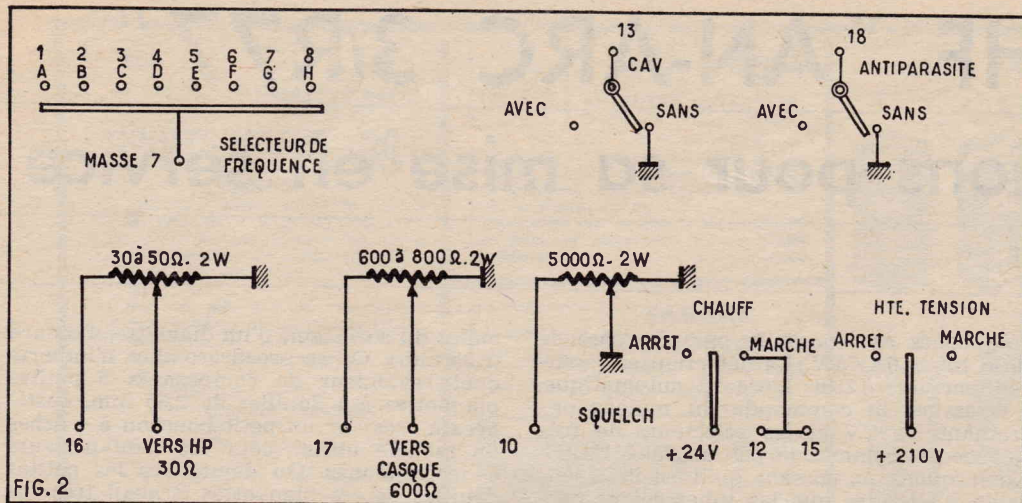 1 2 3 4 5 6 7 8
A B C D E F G H
MASSE 7
SELECTEUR DE
FREQUENCE
13
CAV
AVEC
SANS
18
ANTIPARASITE
AVEC
SANS
30 à 50Ω- 2W
16
VERS HP
30Ω
600 à 800Ω.2W
17
VERS
CASQUE
600Ω
5000Ω- 2W
10
SQUELCH
CHAUFF
ARRET
MARCHE
+ 24V
12
15
HTE. TENSION
ARRET
MARCHE
+ 210 V
FIG. 2